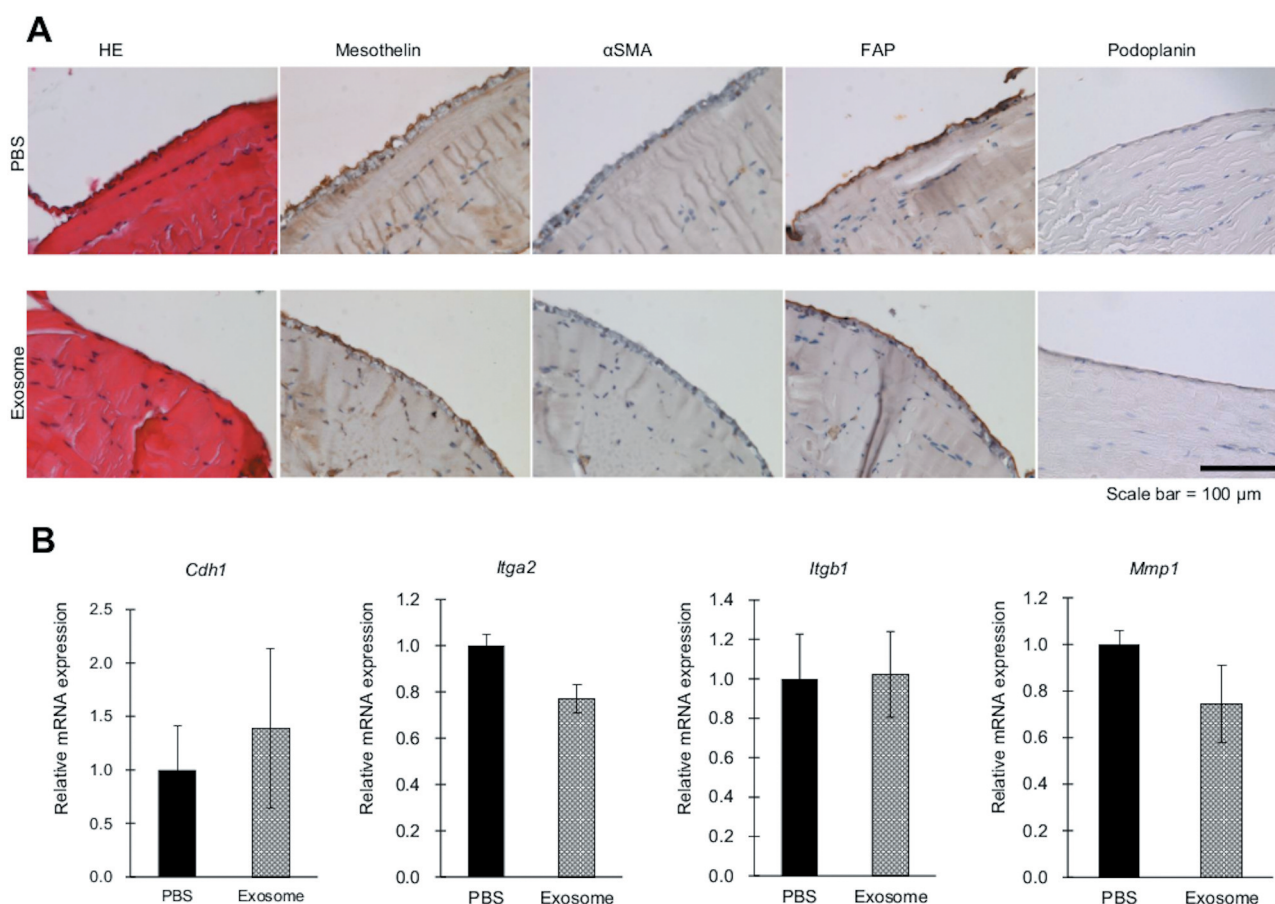 A
HE Mesothelin αSMA FAP Podoplanin
PBS
Exosome
Scale bar = 100 µm
B
Cdh1 Itga2 Itgb1 Mmp1
Relative mRNA expression
2.5
2.0
1.5
1.0
0.5
0.0
PBS Exosome
Relative mRNA expression
1.2
1.0
0.8
0.6
0.4
0.2
0.0
PBS Exosome
Relative mRNA expression
1.4
1.2
1.0
0.8
0.6
0.4
0.2
0.0
PBS Exosome
Relative mRNA expression
1.2
1.0
0.8
0.6
0.4
0.2
0.0
PBS Exosome